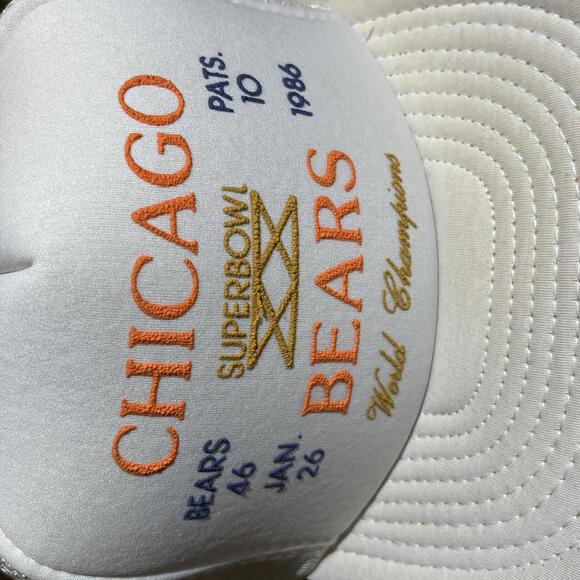 CHICAGO
BEARS
46
SUPERBOWL
XX
PATS.
10
JAN.
26
BEARS
1986
World Champions